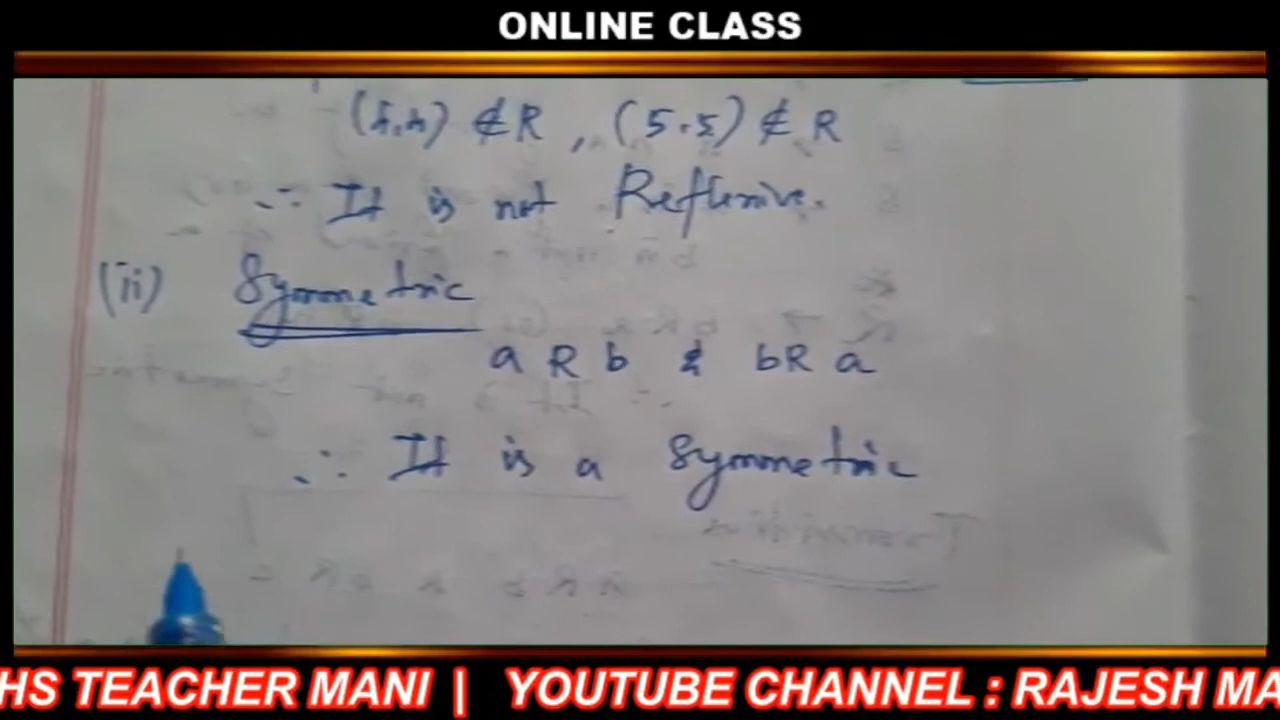 ONLINE CLASS
(4.4) ∉ R , (5.5) ∉ R
∴ It is not Reflexive.
(ii) Symmetric
a R b & bR a
∴ It is a Symmetric
HS TEACHER MANI | YOUTUBE CHANNEL : RAJESH MA